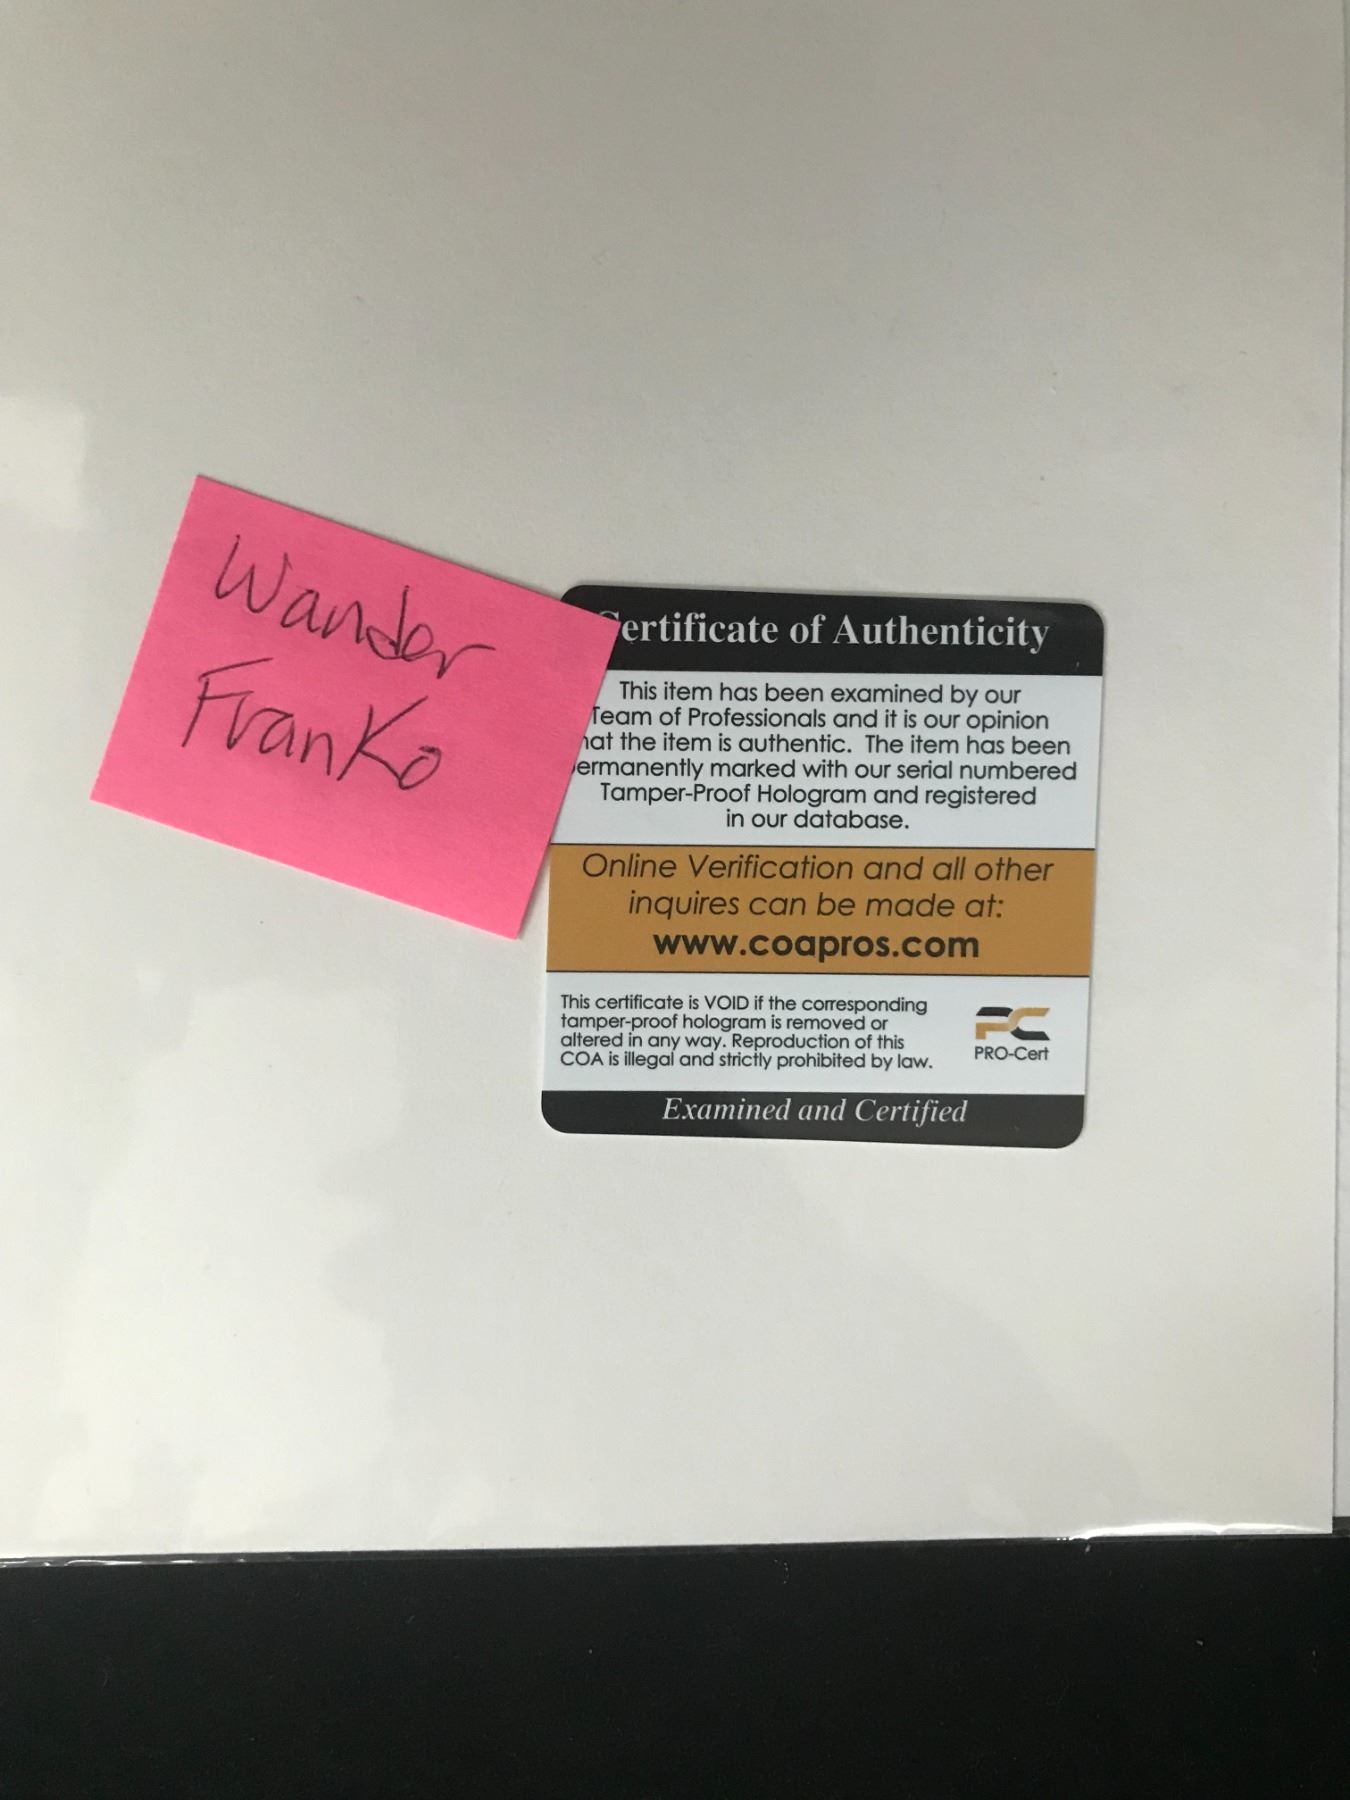 Wander
Franko
ertificate of Authenticity
This item has been examined by our
Team of Professionals and it is our opinion
hat the item is authentic. The item has been
ermanently marked with our serial numbered
Tamper-Proof Hologram and registered
in our database.
Online Verification and all other
inquires can be made at:
www.coapros.com
This certificate is VOID if the corresponding
tamper-proof hologram is removed or
altered in any way. Reproduction of this
COA is illegal and strictly prohibited by law.
PC
PRO-Cert
Examined and Certified